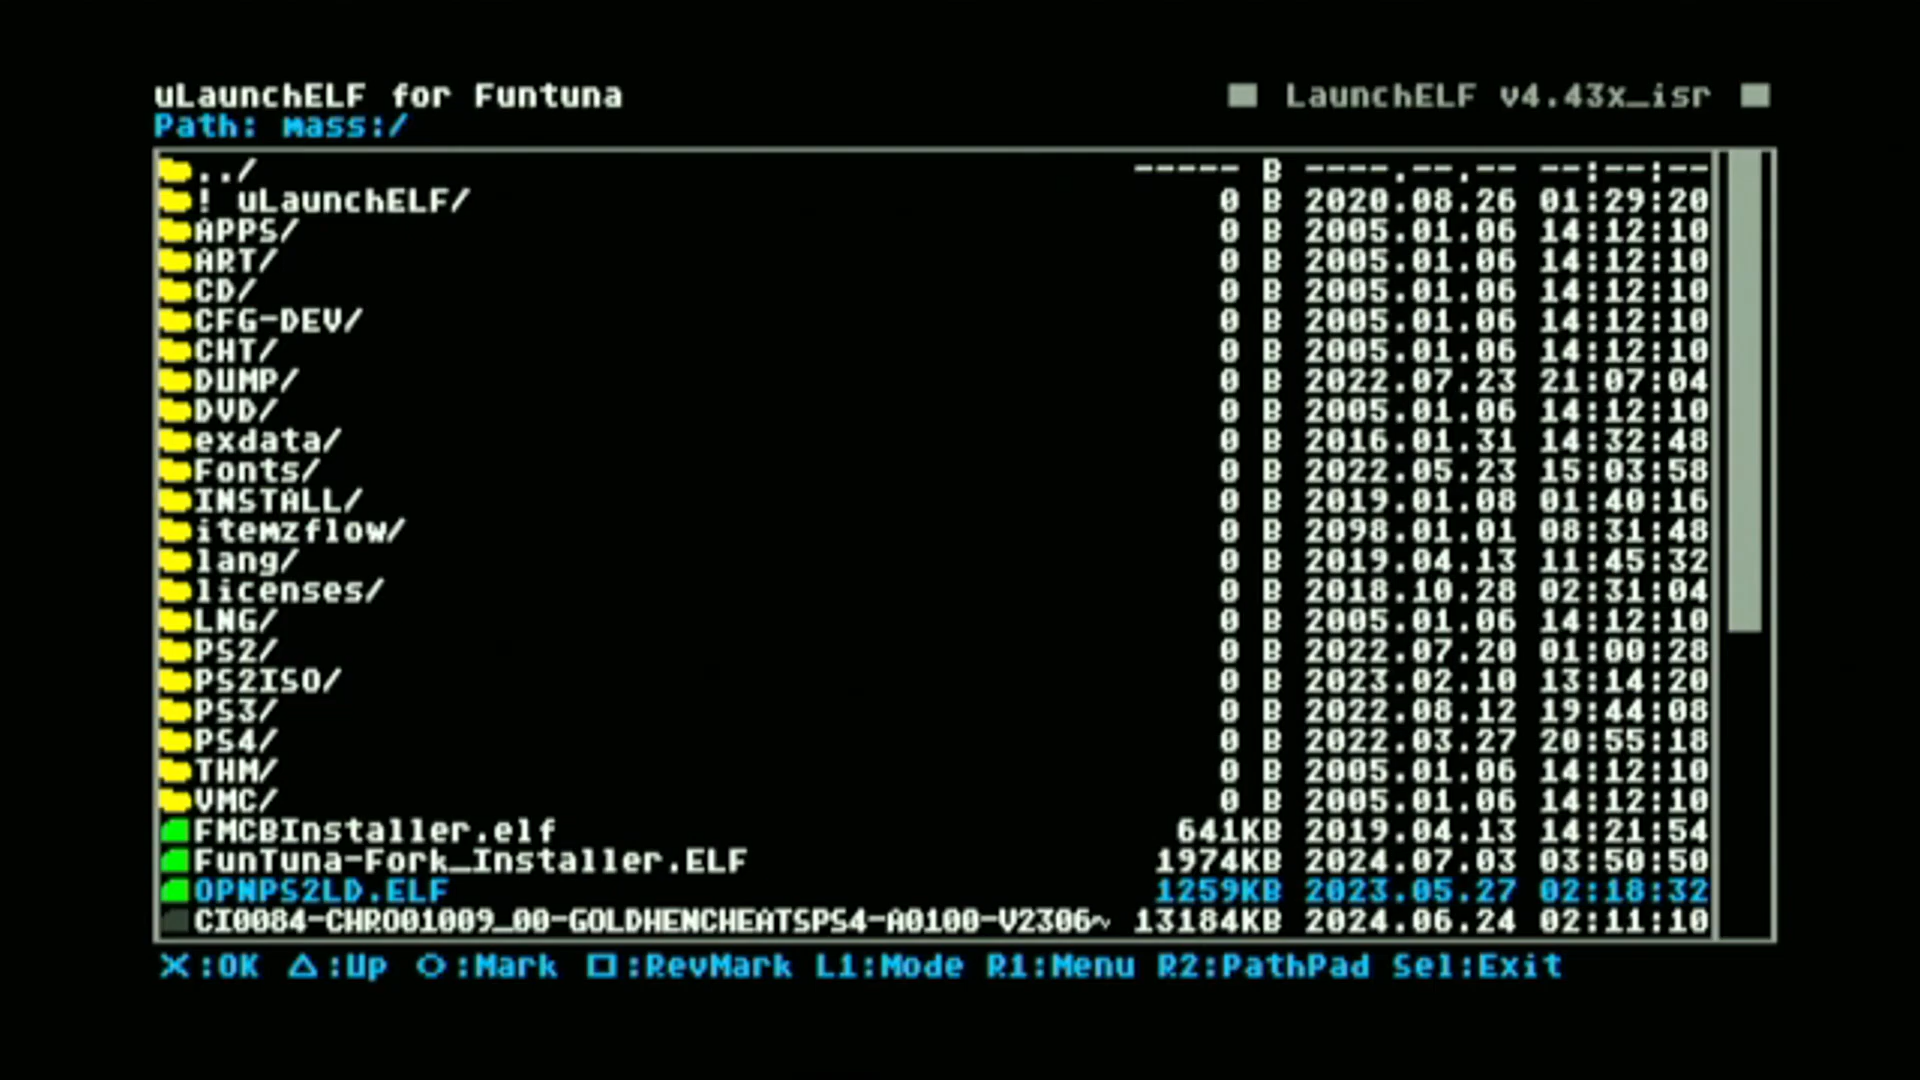 uLaunchELF for Funtuna ■ LaunchELF v4.43x_isr ■
Path: mass:/
../ ----- B ----.--.-- --:--:--
! uLaunchELF/ 0 B 2020.08.26 01:29:20
APPS/ 0 B 2005.01.06 14:12:10
ART/ 0 B 2005.01.06 14:12:10
CD/ 0 B 2005.01.06 14:12:10
CFG-DEV/ 0 B 2005.01.06 14:12:10
CHT/ 0 B 2005.01.06 14:12:10
DUMP/ 0 B 2022.07.23 21:07:04
DVD/ 0 B 2005.01.06 14:12:10
exdata/ 0 B 2016.01.31 14:32:48
Fonts/ 0 B 2022.05.23 15:03:58
INSTALL/ 0 B 2019.01.08 01:40:16
itemzflow/ 0 B 2098.01.01 08:31:48
lang/ 0 B 2019.04.13 11:45:32
licenses/ 0 B 2018.10.28 02:31:04
LNG/ 0 B 2005.01.06 14:12:10
PS2/ 0 B 2022.07.20 01:00:28
PS2ISO/ 0 B 2023.02.10 13:14:20
PS3/ 0 B 2022.08.12 19:44:08
PS4/ 0 B 2022.03.27 20:55:18
THM/ 0 B 2005.01.06 14:12:10
VMC/ 0 B 2005.01.06 14:12:10
FMCBInstaller.elf 641KB 2019.04.13 14:21:54
FunTuna-Fork_Installer.ELF 1974KB 2024.07.03 03:50:50
OPNPS2LD.ELF 1259KB 2023.05.27 02:18:32
CI0084-CHRO01009_00-GOLDHENCHEATSPS4-A0100-V2306~ 13184KB 2024.06.24 02:11:10
✕:OK △:Up ○:Mark □:RevMark L1:Mode R1:Menu R2:PathPad Sel:Exit